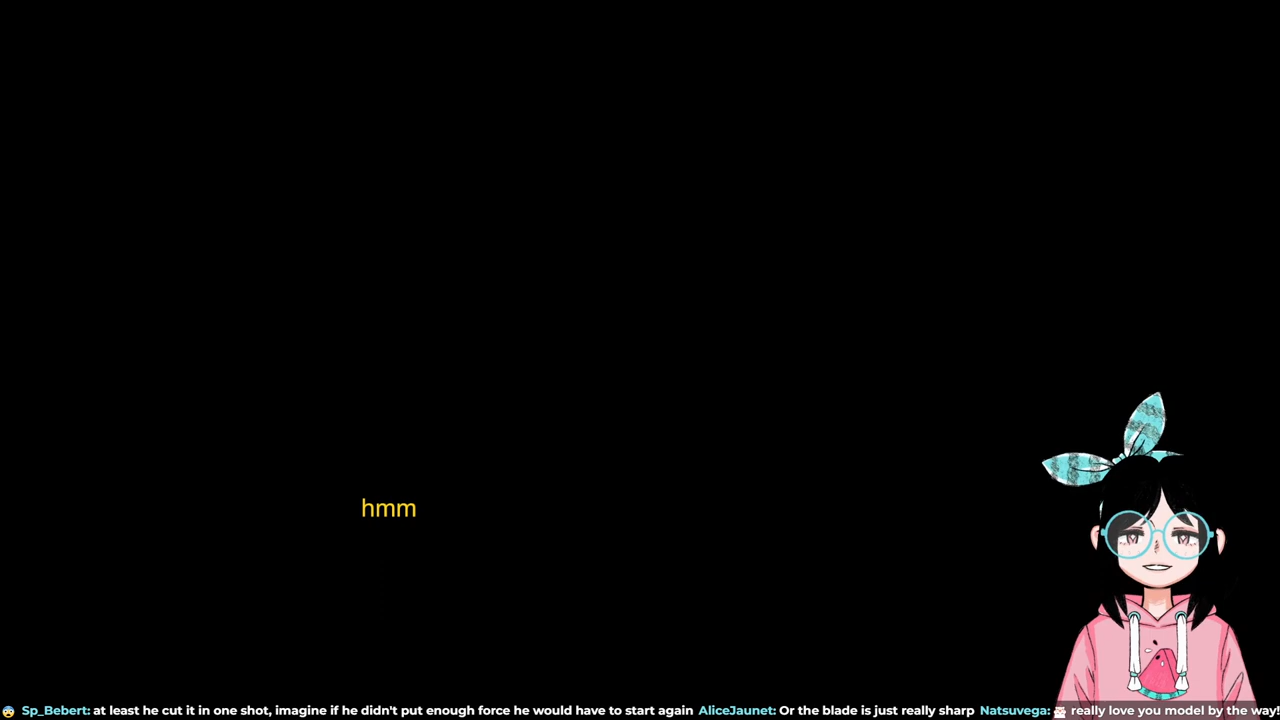 hmm
Sp_Bebert: at least he cut it in one shot, imagine if he didn't put enough force he would have to start again AliceJaunet: Or the blade is just really sharp Natsuvega: really love you model by the way!